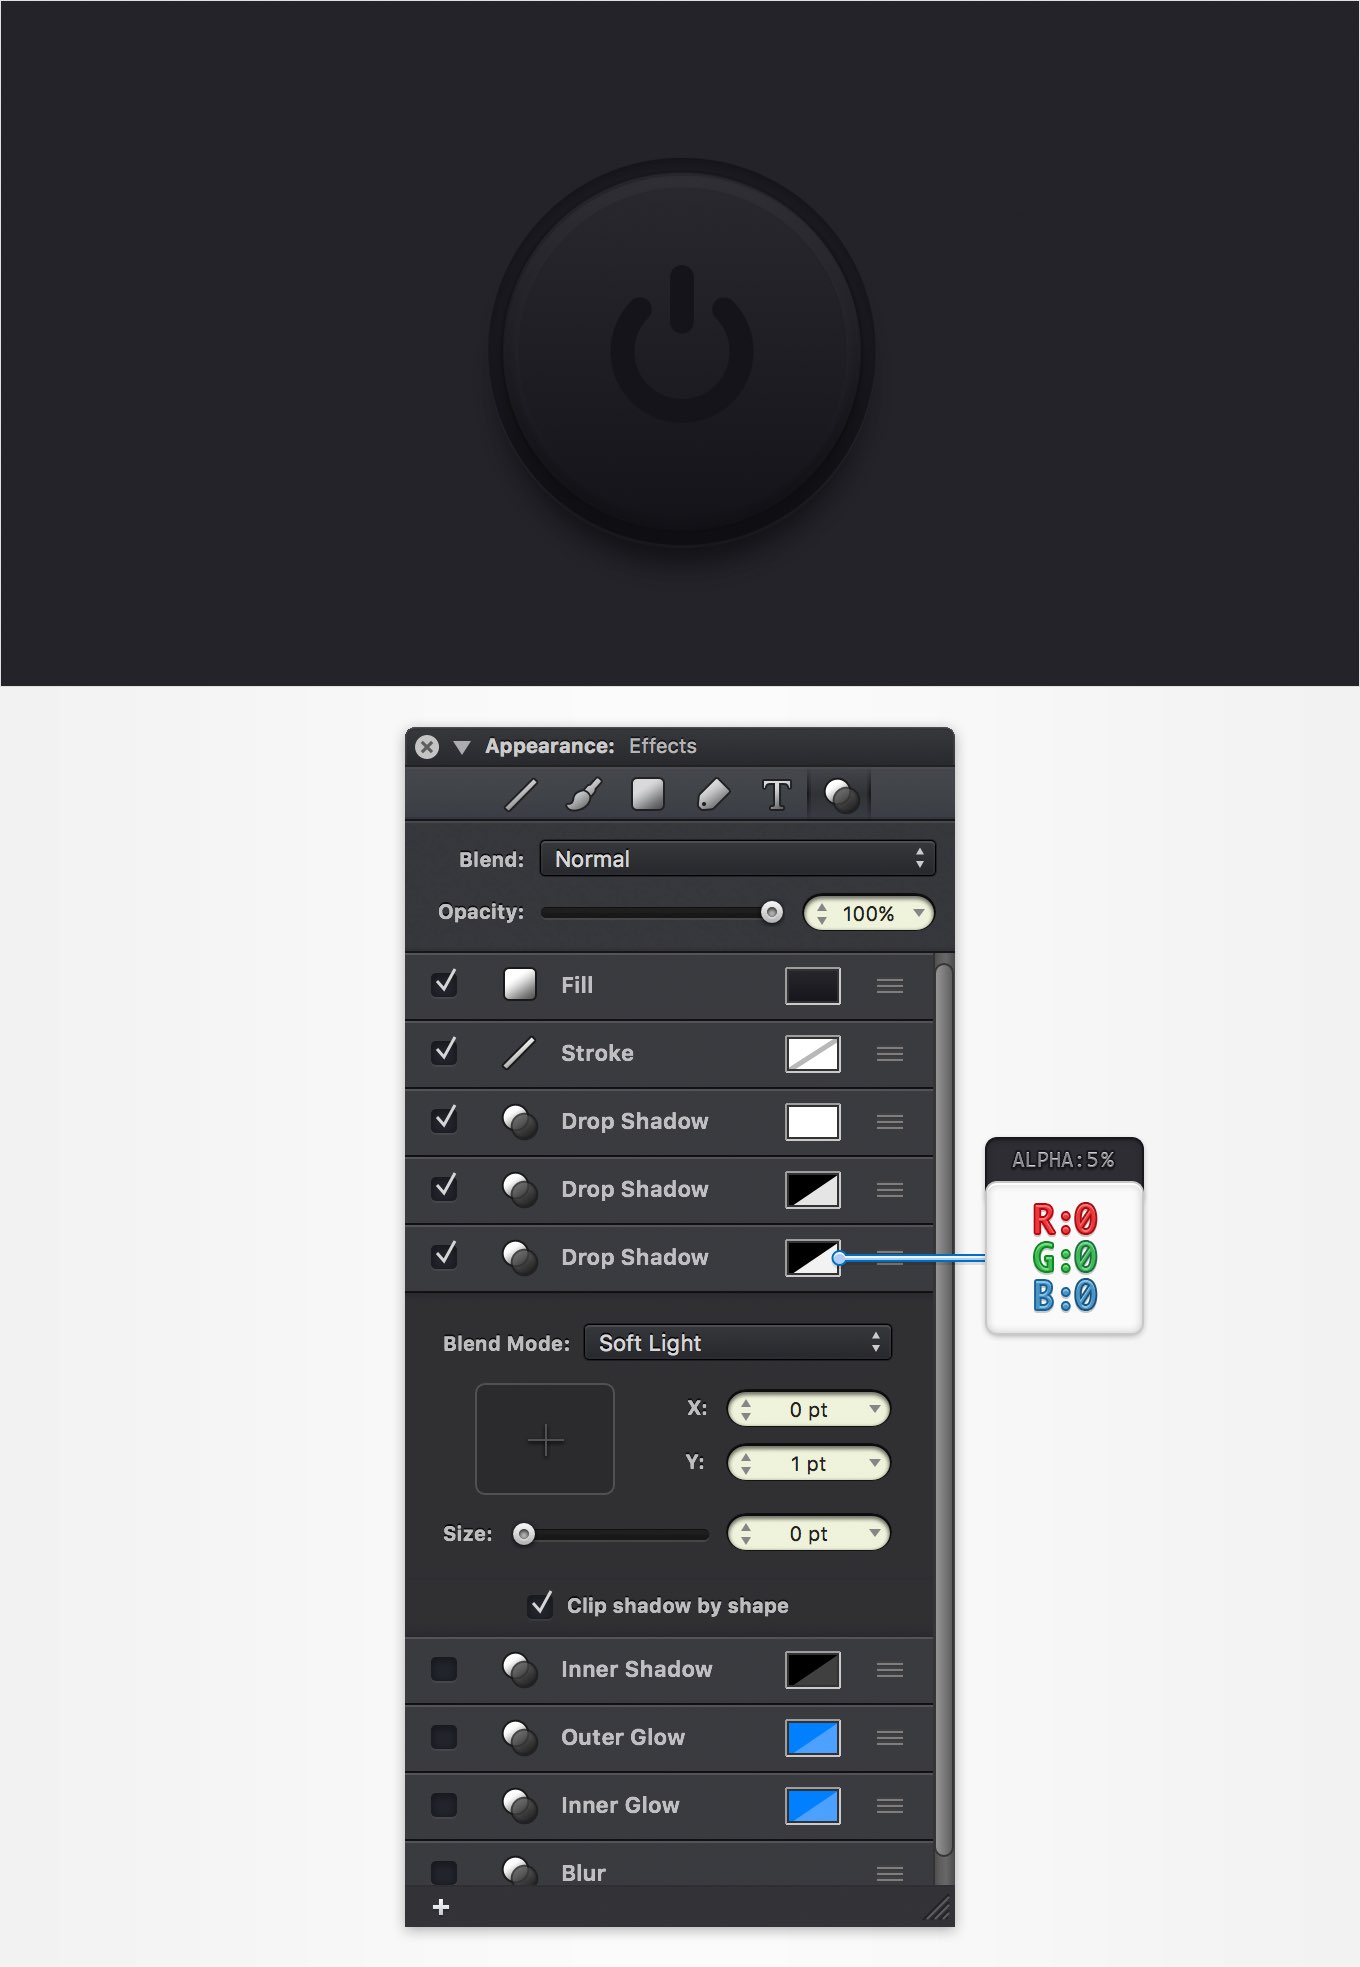 Appearance: Effects
T
Blend: Normal
Opacity: 100%
Fill
Stroke
Drop Shadow
Drop Shadow
Drop Shadow
ALPHA:5%
R:0
G:0
B:0
Blend Mode: Soft Light
X: 0 pt
Y: 1 pt
Size: 0 pt
Clip shadow by shape
Inner Shadow
Outer Glow
Inner Glow
Blur